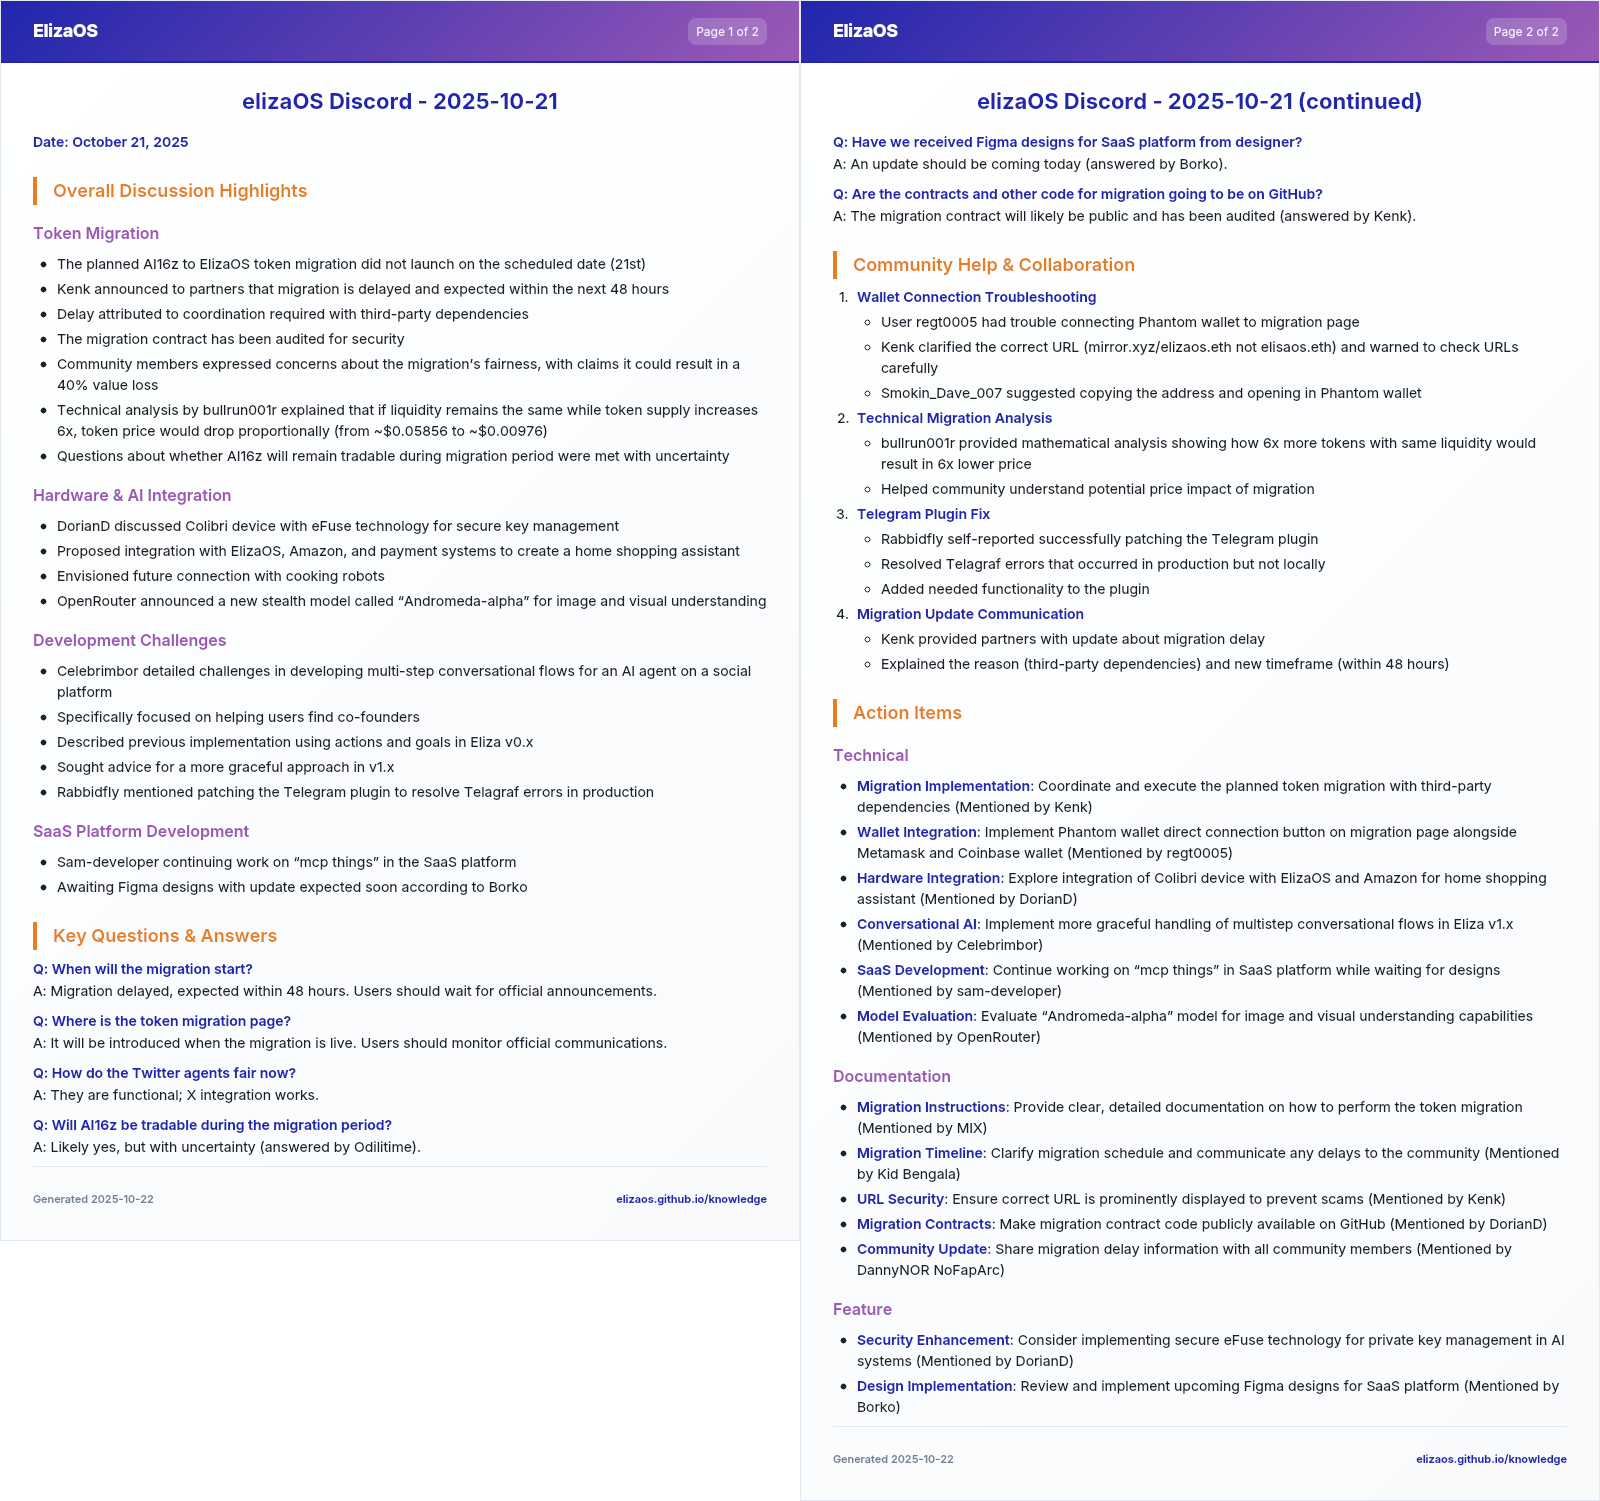 ElizaOS
Page 1 of 2
elizaOS Discord - 2025-10-21
Date: October 21, 2025
Overall Discussion Highlights
Token Migration
• The planned AI16z to ElizaOS token migration did not launch on the scheduled date (21st)
• Kenk announced to partners that migration is delayed and expected within the next 48 hours
• Delay attributed to coordination required with third-party dependencies
• The migration contract has been audited for security
• Community members expressed concerns about the migration’s fairness, with claims it could result in a
40% value loss
• Technical analysis by bullrun001r explained that if liquidity remains the same while token supply increases
6x, token price would drop proportionally (from ~$0.05856 to ~$0.00976)
• Questions about whether AI16z will remain tradable during migration period were met with uncertainty
Hardware & AI Integration
• DorianD discussed Colibri device with eFuse technology for secure key management
• Proposed integration with ElizaOS, Amazon, and payment systems to create a home shopping assistant
• Envisioned future connection with cooking robots
• OpenRouter announced a new stealth model called “Andromeda-alpha” for image and visual understanding
Development Challenges
• Celebrimbor detailed challenges in developing multi-step conversational flows for an AI agent on a social
platform
• Specifically focused on helping users find co-founders
• Described previous implementation using actions and goals in Eliza v0.x
• Sought advice for a more graceful approach in v1.x
• Rabbidfly mentioned patching the Telegram plugin to resolve Telagraf errors in production
SaaS Platform Development
• Sam-developer continuing work on “mcp things” in the SaaS platform
• Awaiting Figma designs with update expected soon according to Borko
Key Questions & Answers
Q: When will the migration start?
A: Migration delayed, expected within 48 hours. Users should wait for official announcements.
Q: Where is the token migration page?
A: It will be introduced when the migration is live. Users should monitor official communications.
Q: How do the Twitter agents fair now?
A: They are functional; X integration works.
Q: Will AI16z be tradable during the migration period?
A: Likely yes, but with uncertainty (answered by Odilitime).
Generated 2025-10-22
elizaos.github.io/knowledge
ElizaOS
Page 2 of 2
elizaOS Discord - 2025-10-21 (continued)
Q: Have we received Figma designs for SaaS platform from designer?
A: An update should be coming today (answered by Borko).
Q: Are the contracts and other code for migration going to be on GitHub?
A: The migration contract will likely be public and has been audited (answered by Kenk).
Community Help & Collaboration
1. Wallet Connection Troubleshooting
◦ User regt0005 had trouble connecting Phantom wallet to migration page
◦ Kenk clarified the correct URL (mirror.xyz/elizaos.eth not elisaos.eth) and warned to check URLs
carefully
◦ Smokin_Dave_007 suggested copying the address and opening in Phantom wallet
2. Technical Migration Analysis
◦ bullrun001r provided mathematical analysis showing how 6x more tokens with same liquidity would
result in 6x lower price
◦ Helped community understand potential price impact of migration
3. Telegram Plugin Fix
◦ Rabbidfly self-reported successfully patching the Telegram plugin
◦ Resolved Telagraf errors that occurred in production but not locally
◦ Added needed functionality to the plugin
4. Migration Update Communication
◦ Kenk provided partners with update about migration delay
◦ Explained the reason (third-party dependencies) and new timeframe (within 48 hours)
Action Items
Technical
• Migration Implementation: Coordinate and execute the planned token migration with third-party
dependencies (Mentioned by Kenk)
• Wallet Integration: Implement Phantom wallet direct connection button on migration page alongside
Metamask and Coinbase wallet (Mentioned by regt0005)
• Hardware Integration: Explore integration of Colibri device with ElizaOS and Amazon for home shopping
assistant (Mentioned by DorianD)
• Conversational AI: Implement more graceful handling of multistep conversational flows in Eliza v1.x
(Mentioned by Celebrimbor)
• SaaS Development: Continue working on “mcp things” in SaaS platform while waiting for designs
(Mentioned by sam-developer)
• Model Evaluation: Evaluate “Andromeda-alpha” model for image and visual understanding capabilities
(Mentioned by OpenRouter)
Documentation
• Migration Instructions: Provide clear, detailed documentation on how to perform the token migration
(Mentioned by MIX)
• Migration Timeline: Clarify migration schedule and communicate any delays to the community (Mentioned
by Kid Bengala)
• URL Security: Ensure correct URL is prominently displayed to prevent scams (Mentioned by Kenk)
• Migration Contracts: Make migration contract code publicly available on GitHub (Mentioned by DorianD)
• Community Update: Share migration delay information with all community members (Mentioned by
DannyNOR NoFapArc)
Feature
• Security Enhancement: Consider implementing secure eFuse technology for private key management in AI
systems (Mentioned by DorianD)
• Design Implementation: Review and implement upcoming Figma designs for SaaS platform (Mentioned by
Borko)
Generated 2025-10-22
elizaos.github.io/knowledge